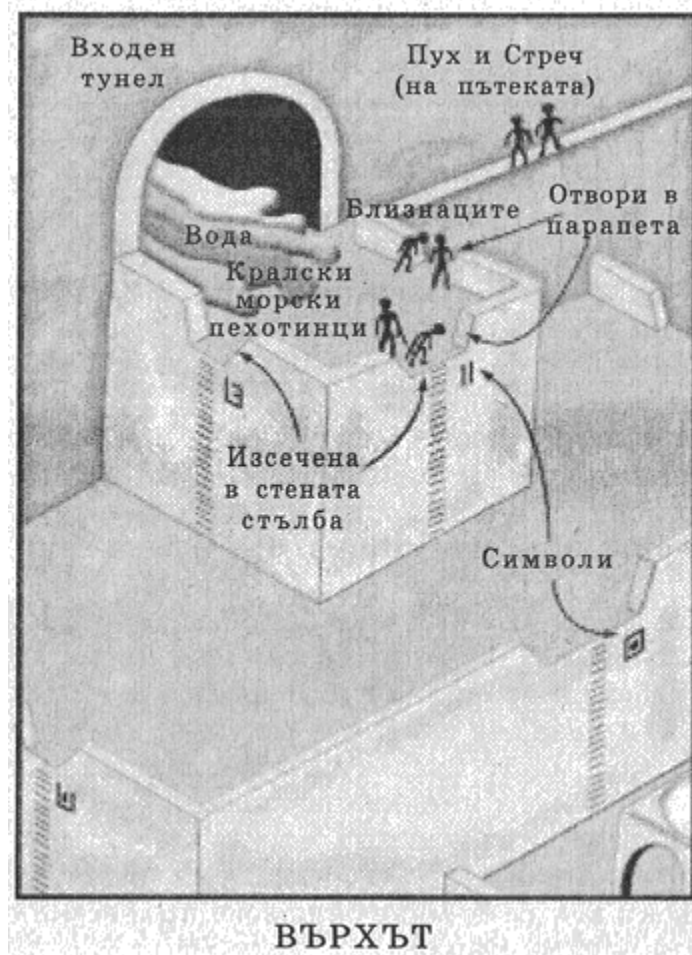 Входен
тунел
Пух и Стреч
(на пътеката)
Близнаците
Отвори в
парапета
Вода
Кралски
морски
пехотинци
Изсечена
в стената
стълба
Символи
ВЪРХЪТ